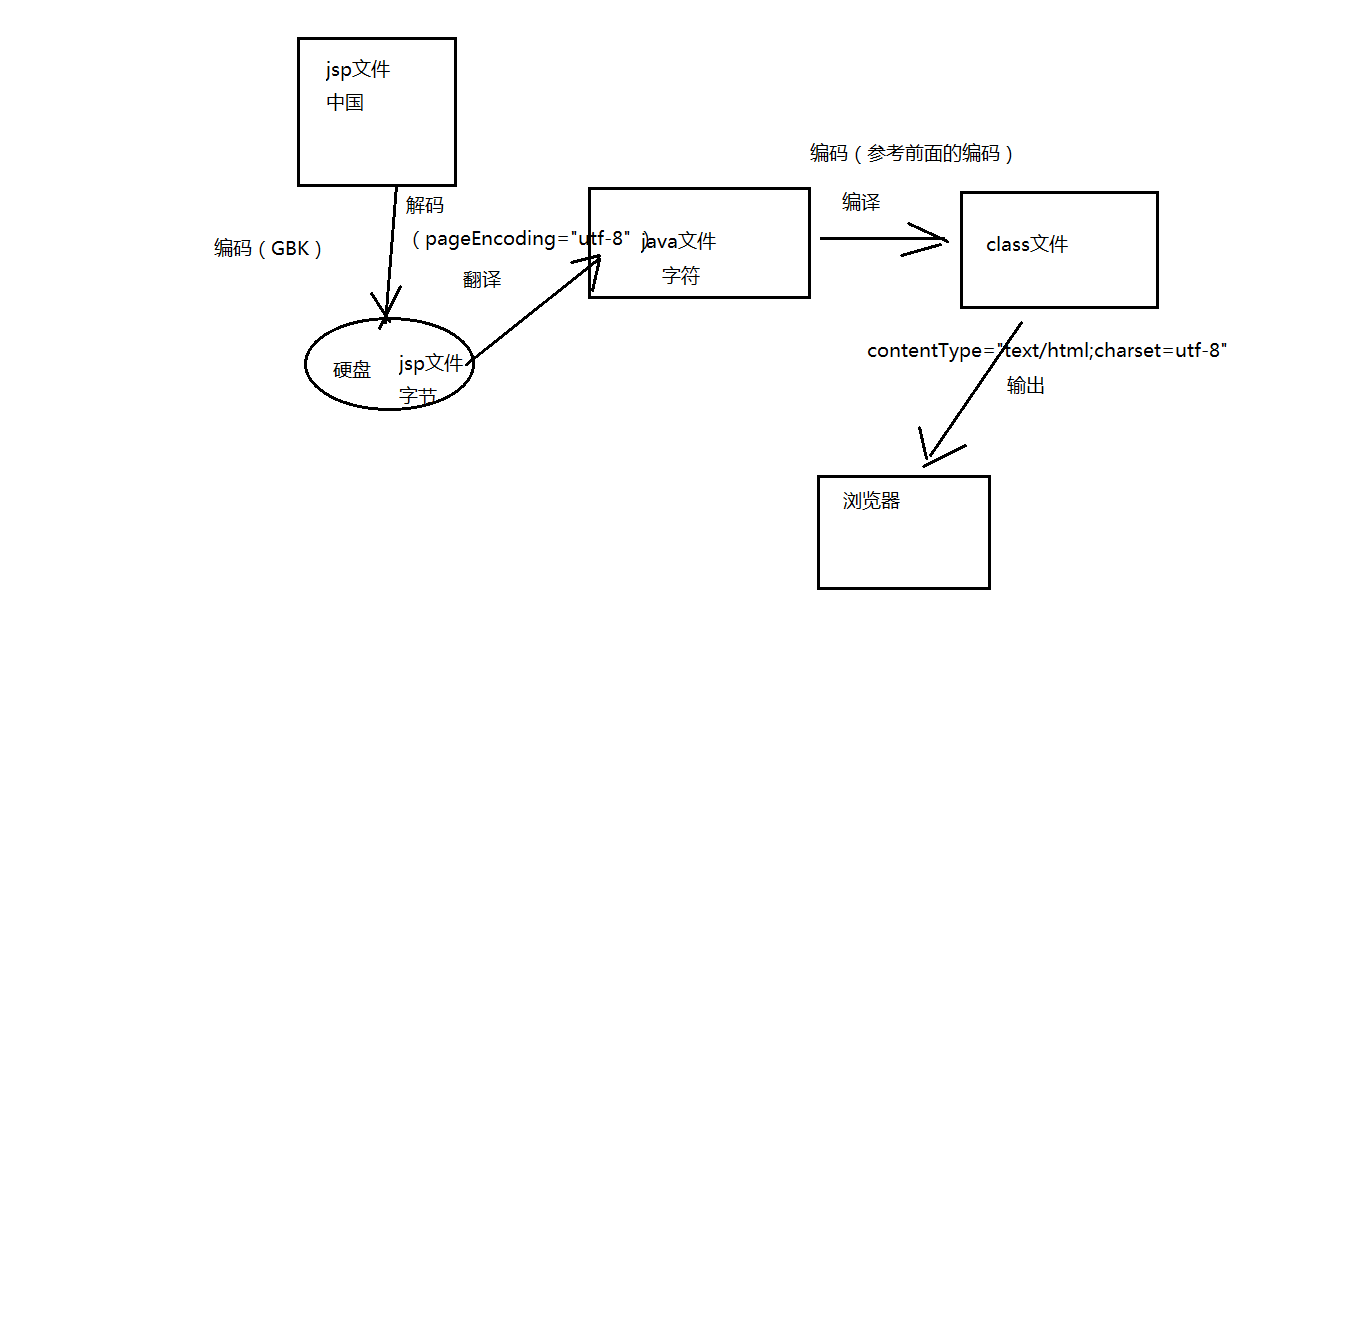 jsp文件
中国
编码（GBK）
解码
（pageEncoding="utf-8" ）
翻译
硬盘
jsp文件
字节
java文件
字符
编码（参考前面的编码）
编译
class文件
contentType="text/html;charset=utf-8"
输出
浏览器